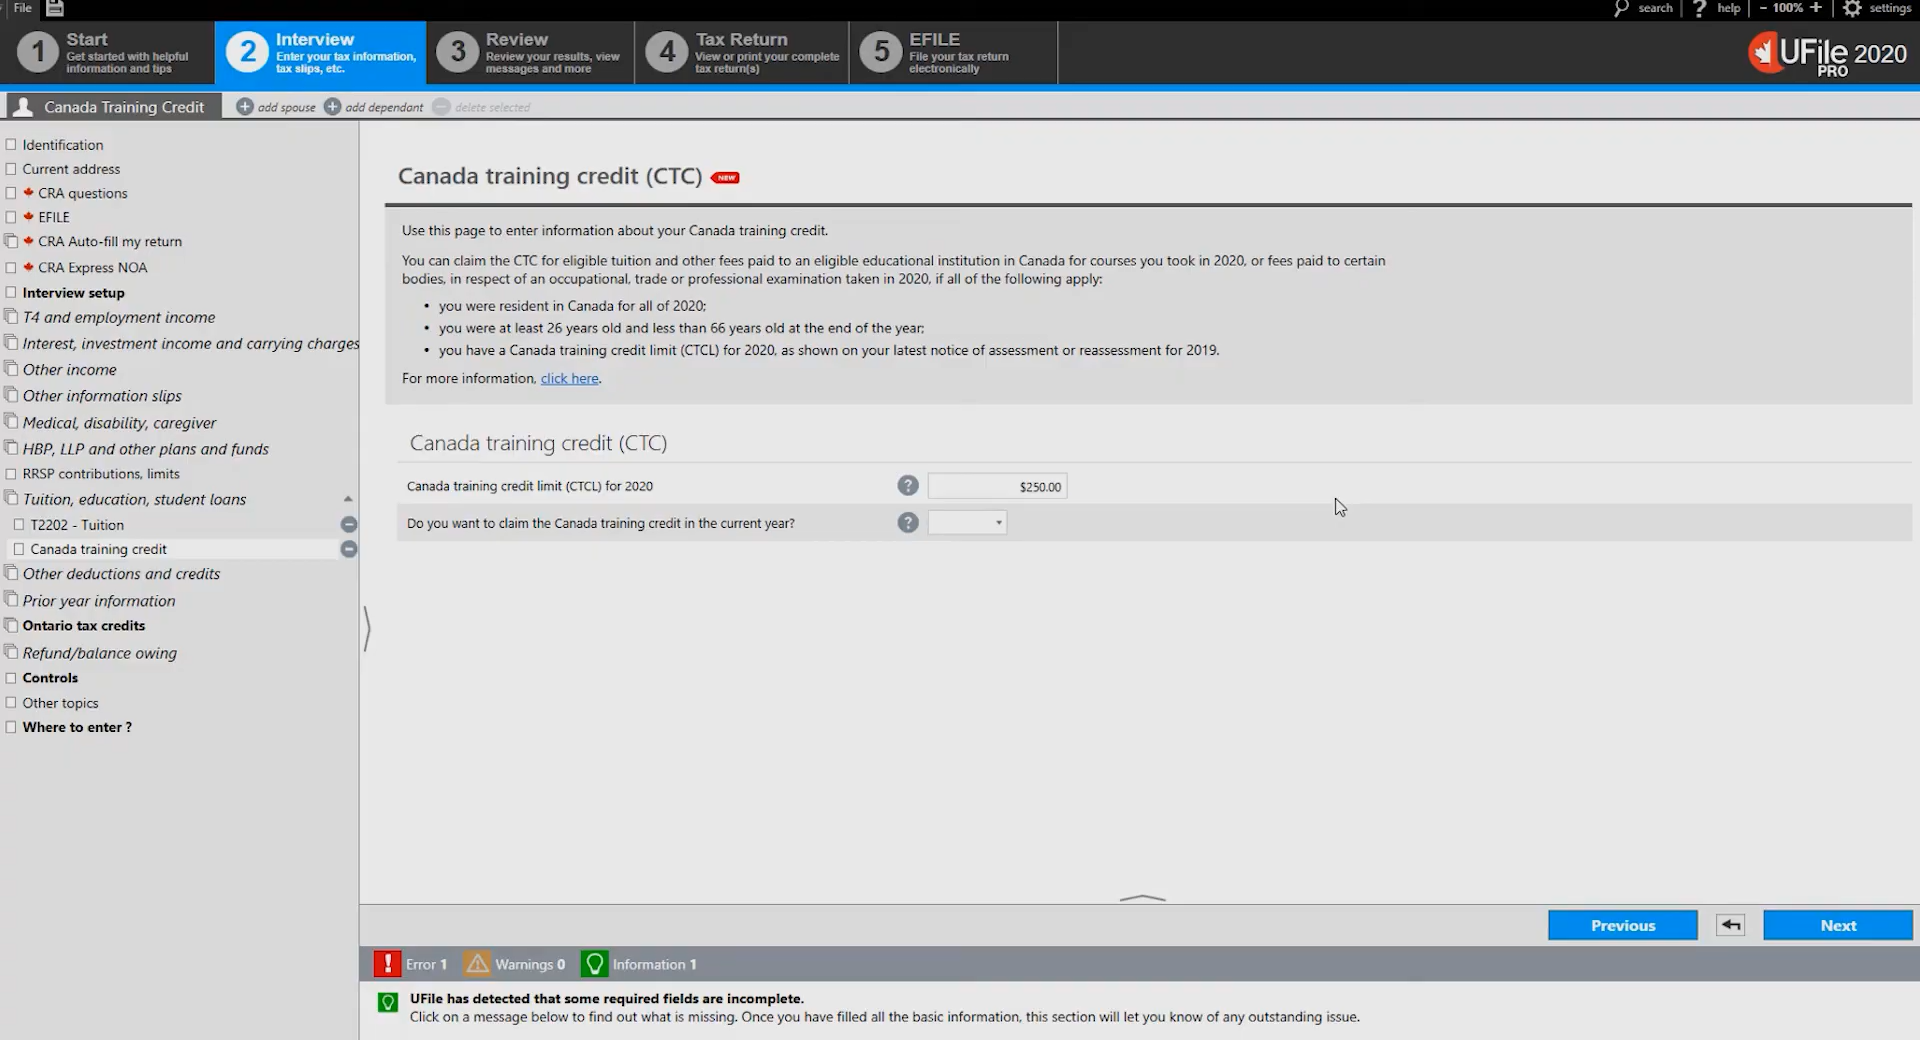 File
search
help
− 100% +
settings
1
Start
Get started with helpful
information and tips
2
Interview
Enter your tax information,
tax slips, etc.
3
Review
Review your results, view
messages and more
4
Tax Return
View or print your complete
tax return(s)
5
EFILE
File your tax return
electronically
UFile 2020
PRO
Canada Training Credit
add spouse
add dependant
delete selected
Identification
Current address
CRA questions
EFILE
CRA Auto-fill my return
CRA Express NOA
Interview setup
T4 and employment income
Interest, investment income and carrying charges
Other income
Other information slips
Medical, disability, caregiver
HBP, LLP and other plans and funds
RRSP contributions, limits
Tuition, education, student loans
T2202 - Tuition
Canada training credit
Other deductions and credits
Prior year information
Ontario tax credits
Refund/balance owing
Controls
Other topics
Where to enter ?
Canada training credit (CTC) NEW
Use this page to enter information about your Canada training credit.
You can claim the CTC for eligible tuition and other fees paid to an eligible educational institution in Canada for courses you took in 2020, or fees paid to certain
bodies, in respect of an occupational, trade or professional examination taken in 2020, if all of the following apply:
• you were resident in Canada for all of 2020;
• you were at least 26 years old and less than 66 years old at the end of the year;
• you have a Canada training credit limit (CTCL) for 2020, as shown on your latest notice of assessment or reassessment for 2019.
For more information, click here.
Canada training credit (CTC)
Canada training credit limit (CTCL) for 2020 ? $250.00
Do you want to claim the Canada training credit in the current year? ?
Previous
Next
Error 1
Warnings 0
Information 1
UFile has detected that some required fields are incomplete.
Click on a message below to find out what is missing. Once you have filled all the basic information, this section will let you know of any outstanding issue.